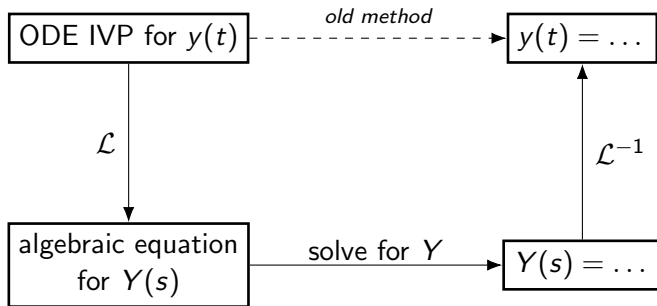 old method
ODE IVP for y(t)
y(t) = ...
ℒ
ℒ⁻¹
algebraic equation
for Y(s)
solve for Y
Y(s) = ...